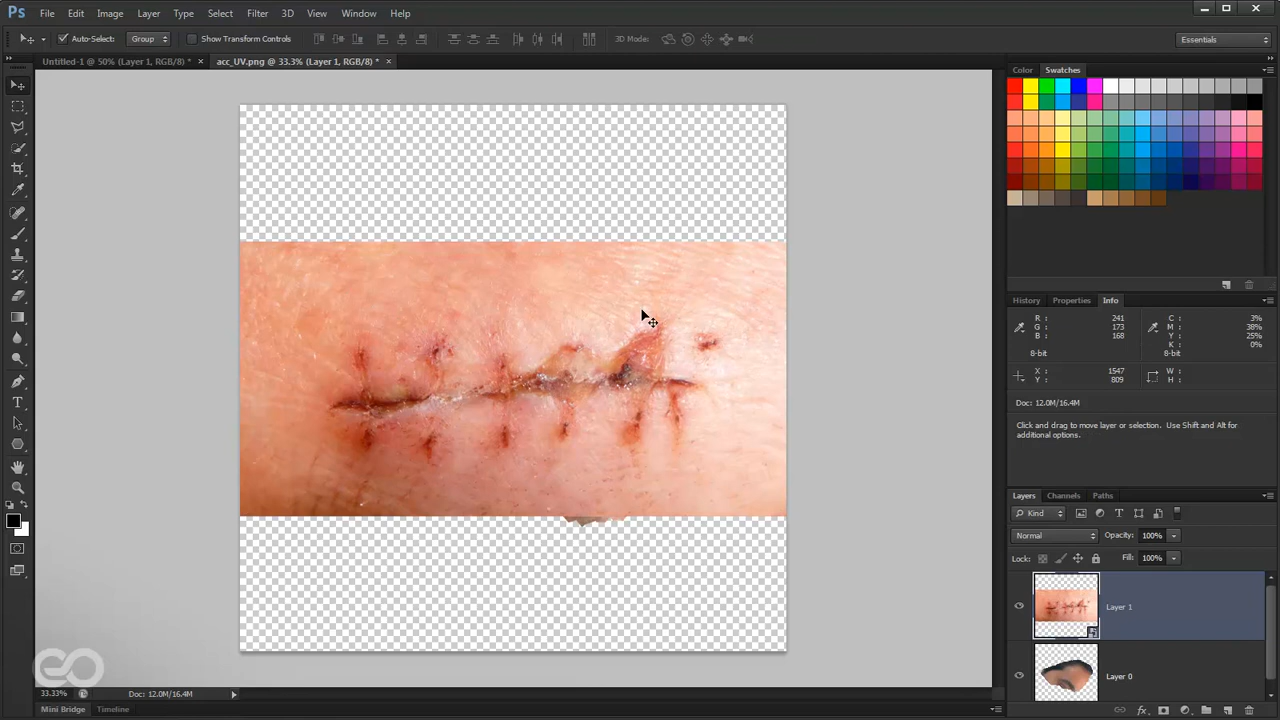 Ps File Edit Image Layer Type Select Filter 3D View Window Help
Auto-Select: Group Show Transform Controls 3D Mode: Essentials
Untitled-1 @ 50% (Layer 1, RGB/8) * × acc_UV.png @ 33.3% (Layer 1, RGB/8) * ×
Color Swatches
History Properties Info
R : 241 C : 3%
G : 173 M : 38%
B : 168 Y : 25%
K : 0%
8-bit 8-bit
X : 1547 W :
Y : 809 H :
Doc: 12.0M/16.4M
Click and drag to move layer or selection. Use Shift and Alt for
additional options.
Layers Channels Paths
Kind
Normal Opacity: 100%
Lock: Fill: 100%
Layer 1
Layer 0
33.33% Doc: 12.0M/16.4M
Mini Bridge Timeline